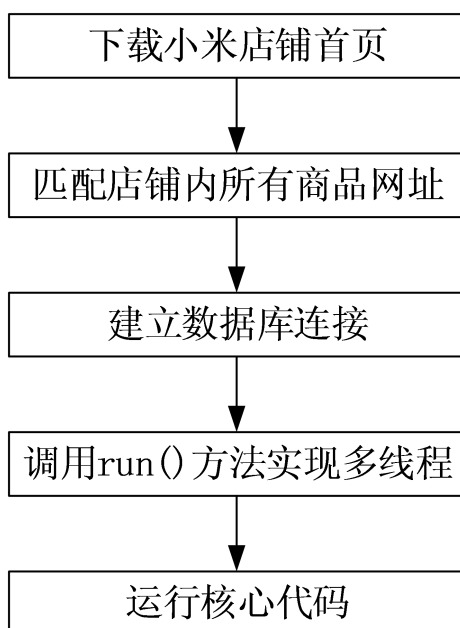 下载小米店铺首页
匹配店铺内所有商品网址
建立数据库连接
调用run()方法实现多线程
运行核心代码